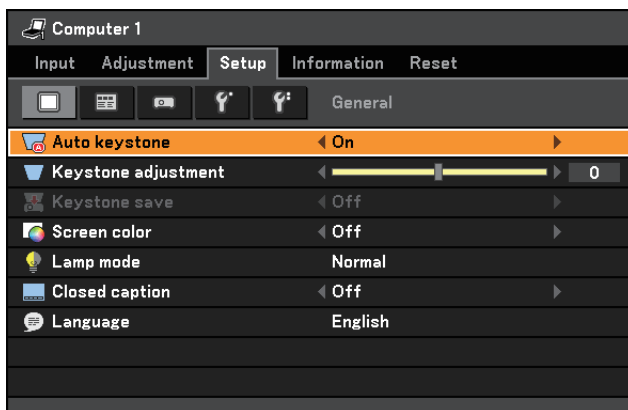 Computer 1
Input Adjustment Setup Information Reset
General
Auto keystone On
Keystone adjustment 0
Keystone save Off
Screen color Off
Lamp mode Normal
Closed caption Off
Language English